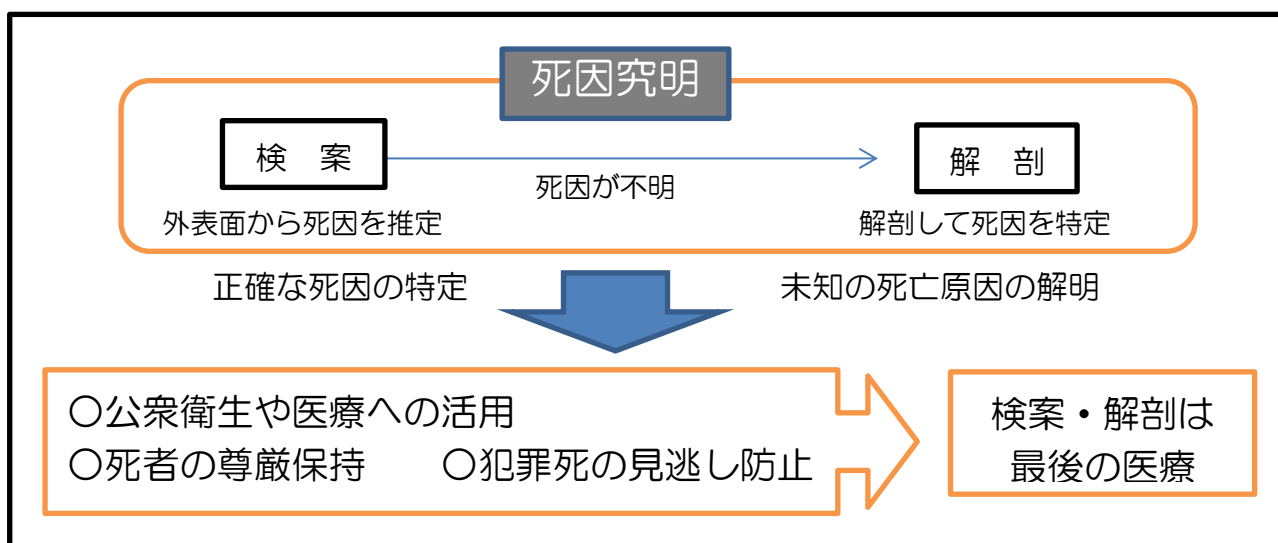 死因究明
検　案
解　剖
死因が不明
外表面から死因を推定
解剖して死因を特定
正確な死因の特定
未知の死亡原因の解明
〇公衆衛生や医療への活用
〇死者の尊厳保持　　〇犯罪死の見逃し防止
検案・解剖は
最後の医療